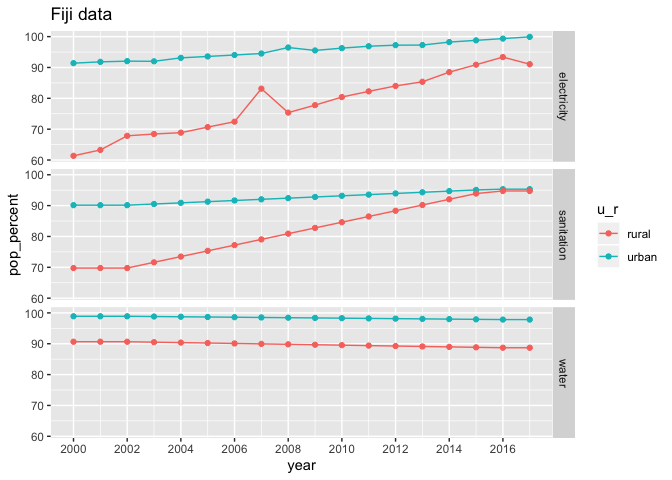 Fiji data
100
90
80
70
60
electricity
100
90
80
70
60
sanitation
100
90
80
70
60
water
pop_percent
2000 2002 2004 2006 2008 2010 2012 2014 2016
year
u_r
rural
urban